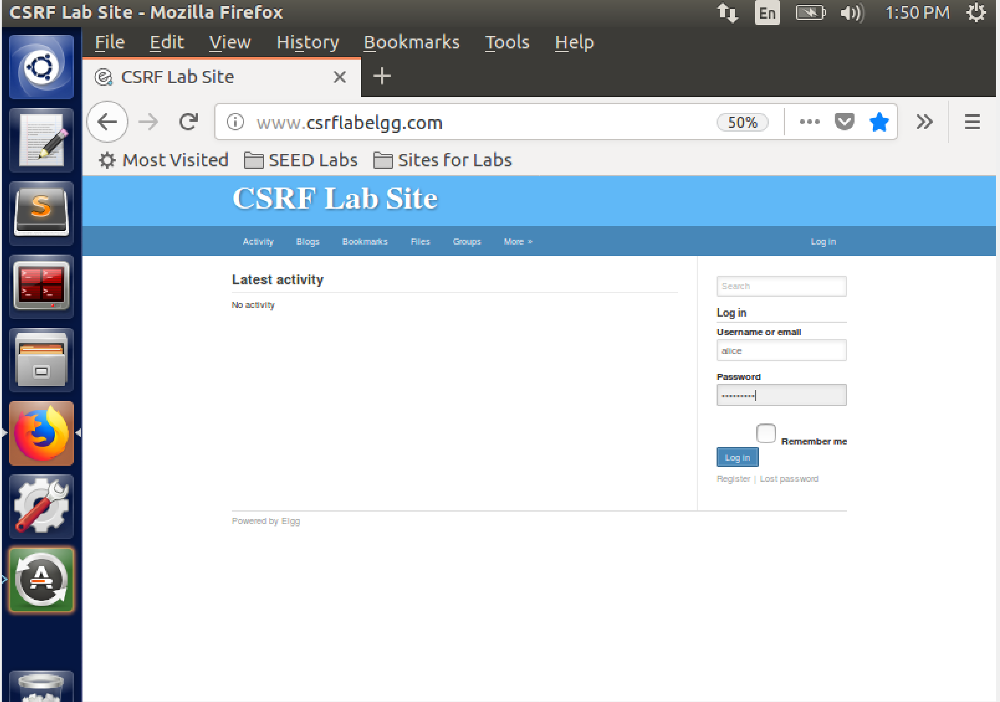 CSRF Lab Site - Mozilla Firefox En 1:50 PM
File Edit View History Bookmarks Tools Help
CSRF Lab Site
www.csrflabelgg.com 50%
Most Visited SEED Labs Sites for Labs
CSRF Lab Site
Activity Blogs Bookmarks Files Groups More » Log in
Latest activity
No activity
Search
Log in
Username or email
alice
Password
••••••••••
Remember me
Log in
Register | Lost password
Powered by Elgg